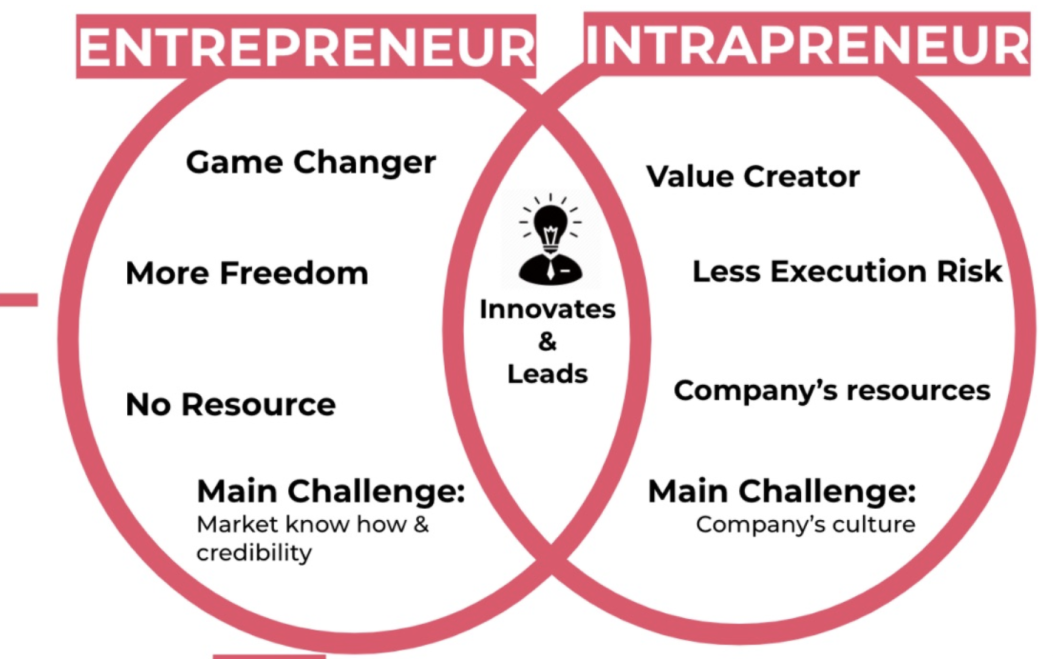 ENTREPRENEUR
INTRAPRENEUR
Game Changer
More Freedom
No Resource
Main Challenge:
Market know how &
credibility
Innovates
&
Leads
Value Creator
Less Execution Risk
Company’s resources
Main Challenge:
Company’s culture